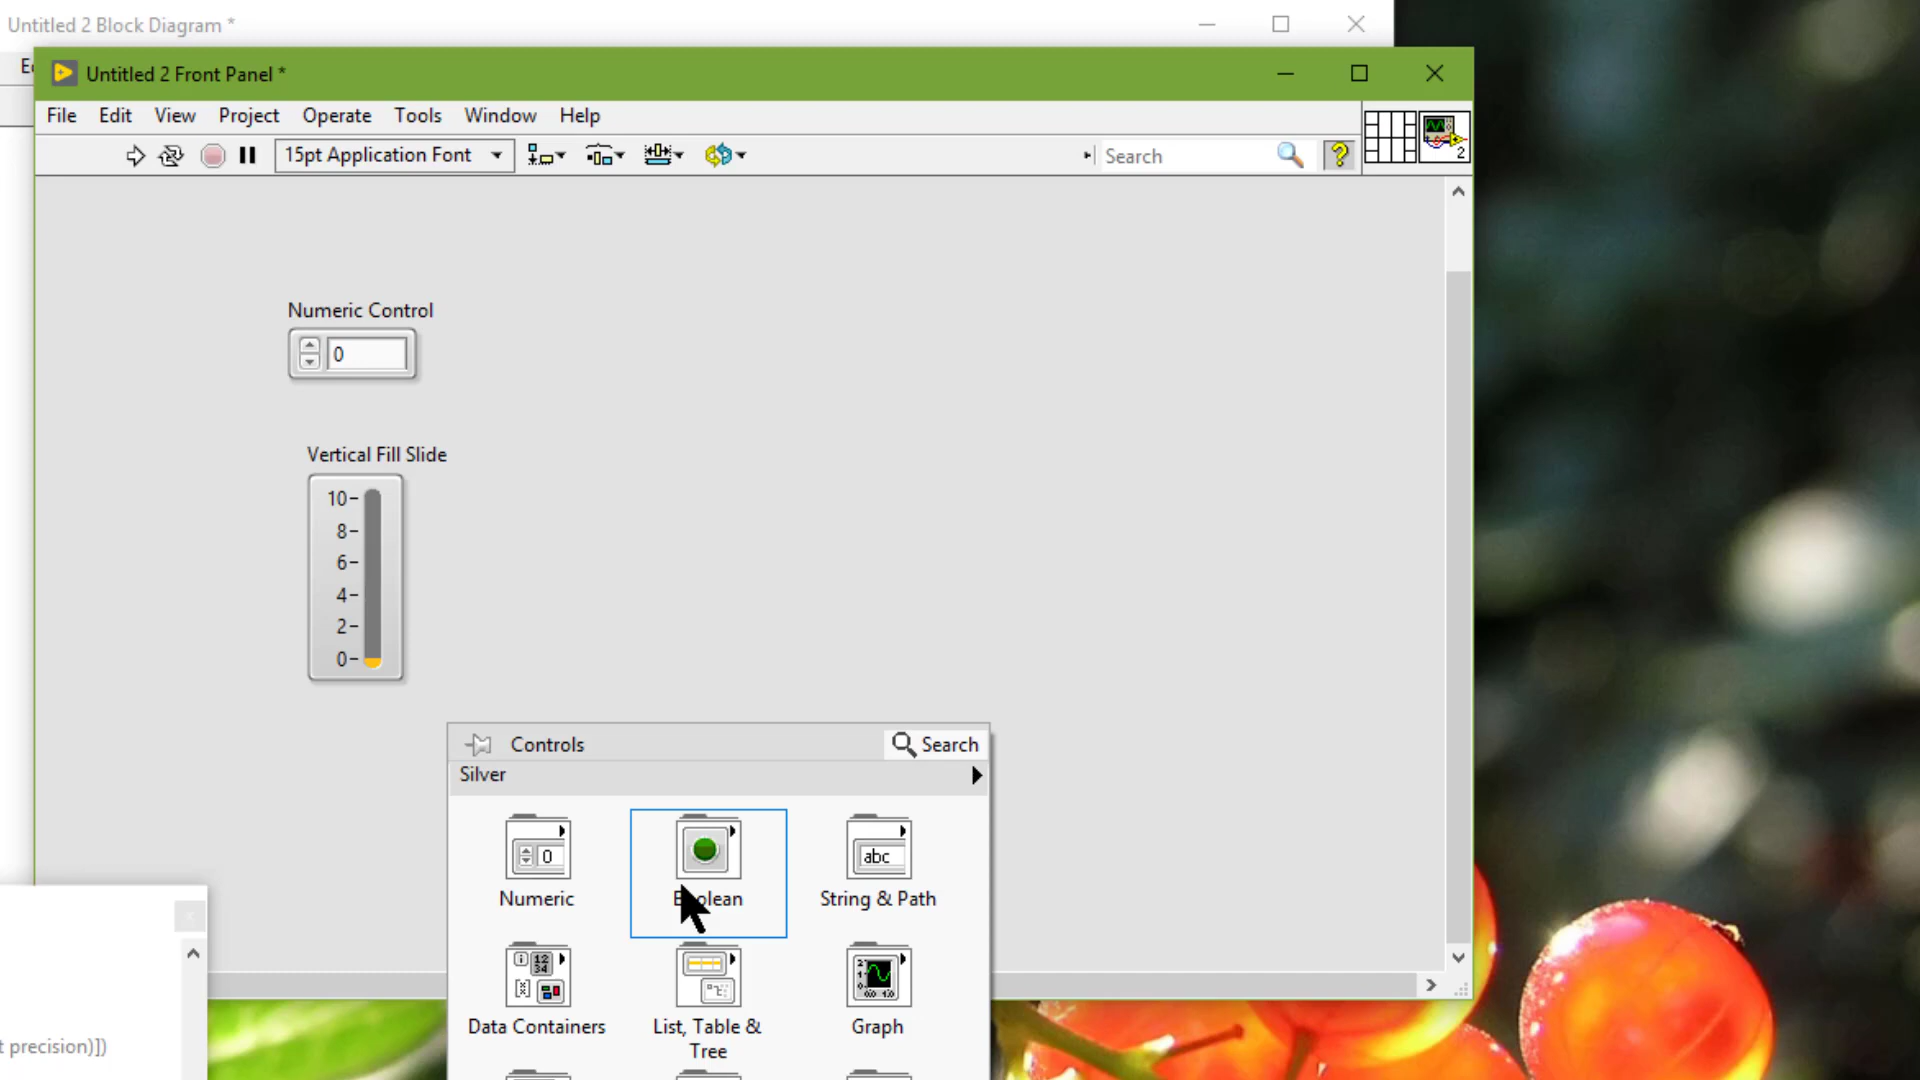 Untitled 2 Block Diagram *
Untitled 2 Front Panel *
File Edit View Project Operate Tools Window Help
15pt Application Font
Search
2
Numeric Control
0
Vertical Fill Slide
10
8
6
4
2
0
Controls
Search
Silver
0
abc
Numeric
String & Path
Data Containers
List, Table &
Tree
Graph
t precision)])